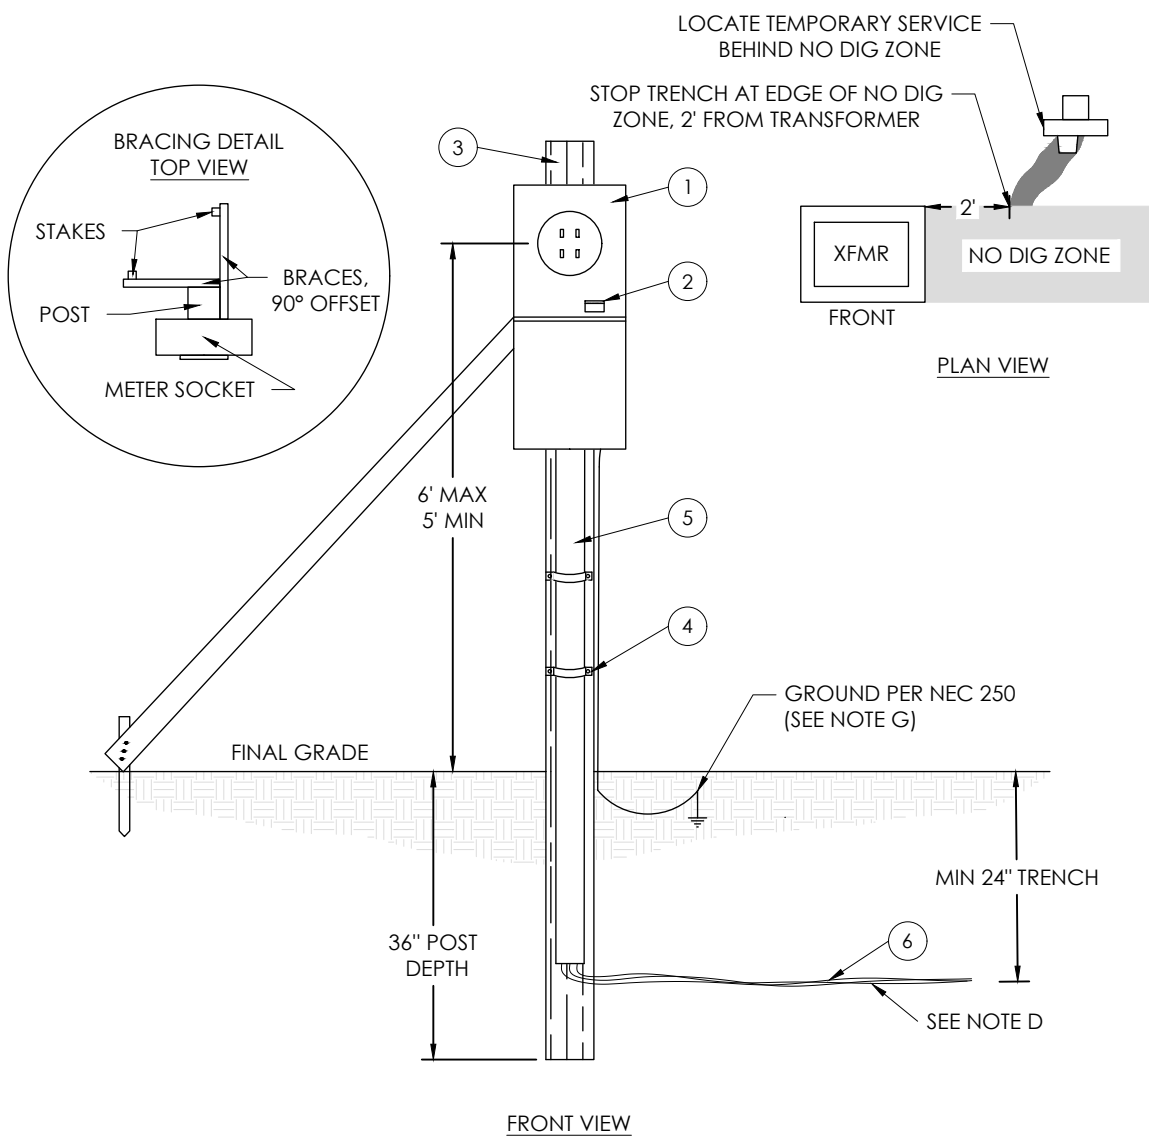 LOCATE TEMPORARY SERVICE
BEHIND NO DIG ZONE
STOP TRENCH AT EDGE OF NO DIG
ZONE, 2' FROM TRANSFORMER
2'
XFMR
NO DIG ZONE
FRONT
PLAN VIEW
BRACING DETAIL
TOP VIEW
STAKES
BRACES,
90° OFFSET
POST
METER SOCKET
3
1
2
6' MAX
5' MIN
5
4
GROUND PER NEC 250
(SEE NOTE G)
FINAL GRADE
MIN 24" TRENCH
36" POST
DEPTH
6
SEE NOTE D
FRONT VIEW